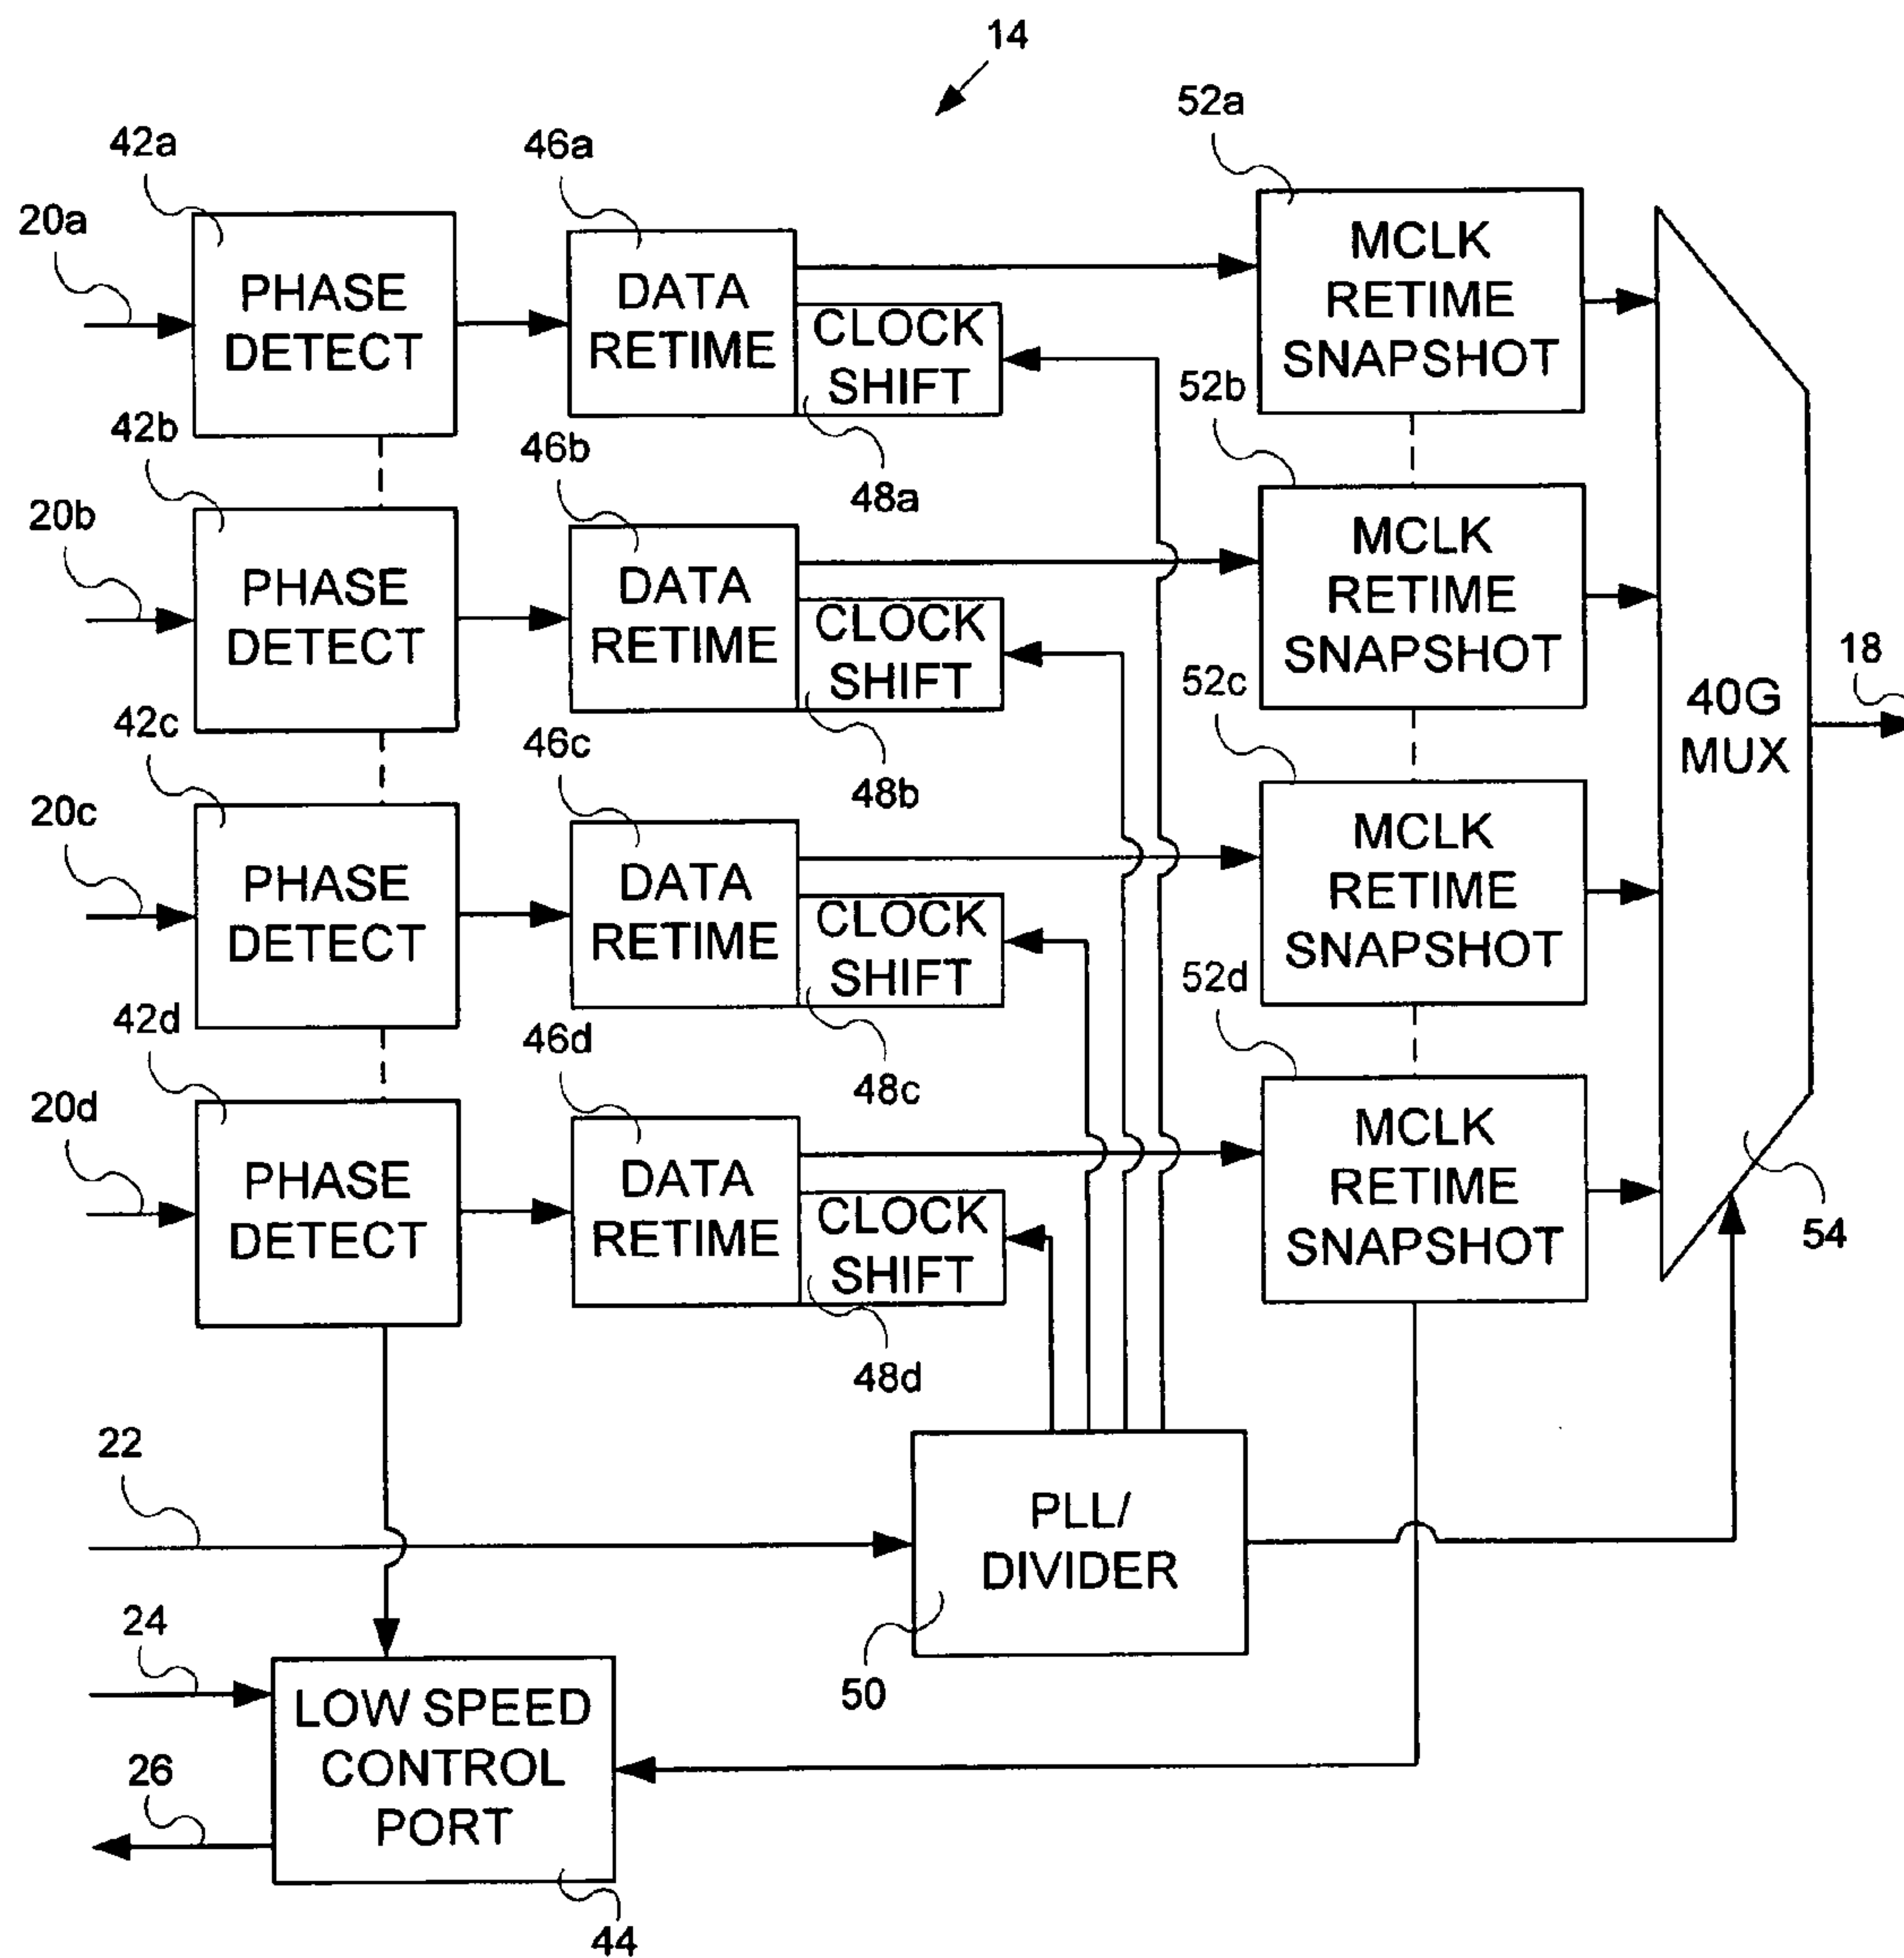 14
52a
42a
46a
20a
PHASE
DETECT
DATA
RETIME
CLOCK
SHIFT
MCLK
RETIME
SNAPSHOT
42b
46b
48a
52b
20b
PHASE
DETECT
DATA
RETIME
CLOCK
SHIFT
MCLK
RETIME
SNAPSHOT
18
40G
MUX
42c
46c
48b
52c
20c
PHASE
DETECT
DATA
RETIME
CLOCK
SHIFT
MCLK
RETIME
SNAPSHOT
42d
46d
48c
52d
20d
PHASE
DETECT
DATA
RETIME
CLOCK
SHIFT
MCLK
RETIME
SNAPSHOT
54
48d
22
PLL/
DIVIDER
50
24
LOW SPEED
CONTROL
PORT
26
44